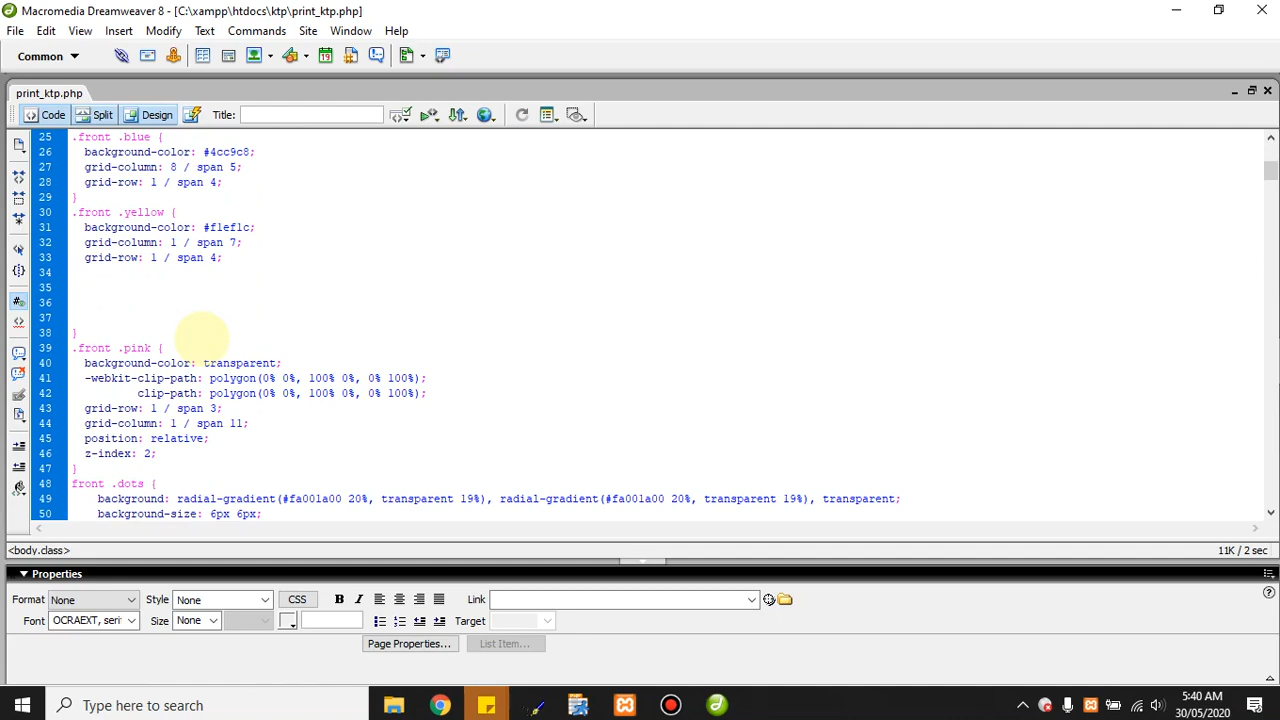 Macromedia Dreamweaver 8 - [C:\xampp\htdocs\ktp\print_ktp.php]
File Edit View Insert Modify Text Commands Site Window Help
Common
print_ktp.php
Code Split Design Title:
25 .front .blue {
26 background-color: #4cc9c8;
27 grid-column: 8 / span 5;
28 grid-row: 1 / span 4;
29 }
30 .front .yellow {
31 background-color: #f1ef1c;
32 grid-column: 1 / span 7;
33 grid-row: 1 / span 4;
34
35
36
37
38 }
39 .front .pink {
40 background-color: transparent;
41 -webkit-clip-path: polygon(0% 0%, 100% 0%, 0% 100%);
42 clip-path: polygon(0% 0%, 100% 0%, 0% 100%);
43 grid-row: 1 / span 3;
44 grid-column: 1 / span 11;
45 position: relative;
46 z-index: 2;
47 }
48 front .dots {
49 background: radial-gradient(#fa001a00 20%, transparent 19%), radial-gradient(#fa001a00 20%, transparent 19%), transparent;
50 background-size: 6px 6px;
<body.class> 11K / 2 sec
Properties
Format None Style None CSS B I Link
Font OCRAEXT, seri Size None Target
Page Properties... List Item...
Type here to search
5:40 AM
30/05/2020